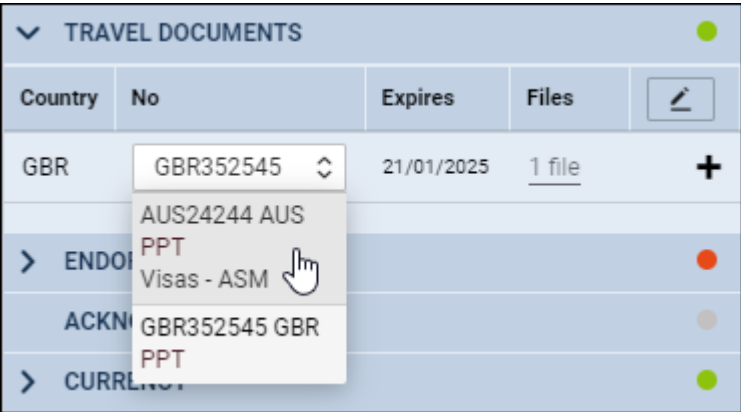 TRAVEL DOCUMENTS
Country No Expires Files
GBR GBR352545 21/01/2025 1 file
AUS24244 AUS
PPT
Visas - ASM
GBR352545 GBR
PPT